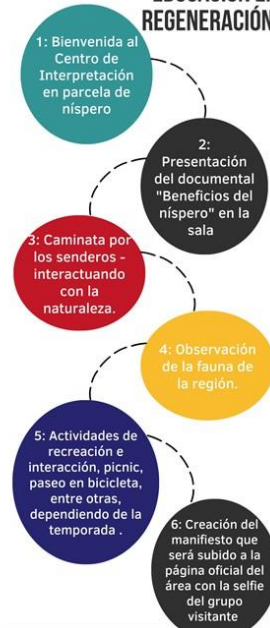 REGENERACIÓN
1: Bienvenida al
Centro de
Interpretación
en parcela de
níspero
2:
Presentación
del documental
"Beneficios del
níspero" en la
sala
3: Caminata por
los senderos -
interactuando
con la
naturaleza.
4: Observación
de la fauna de
la región.
5: Actividades de
recreación e
interacción, picnic,
paseo en bicicleta,
entre otras,
dependiendo de la
temporada .
6: Creación del
manifiesto que
será subido a la
página oficial del
área con la selfie
del grupo
visitante